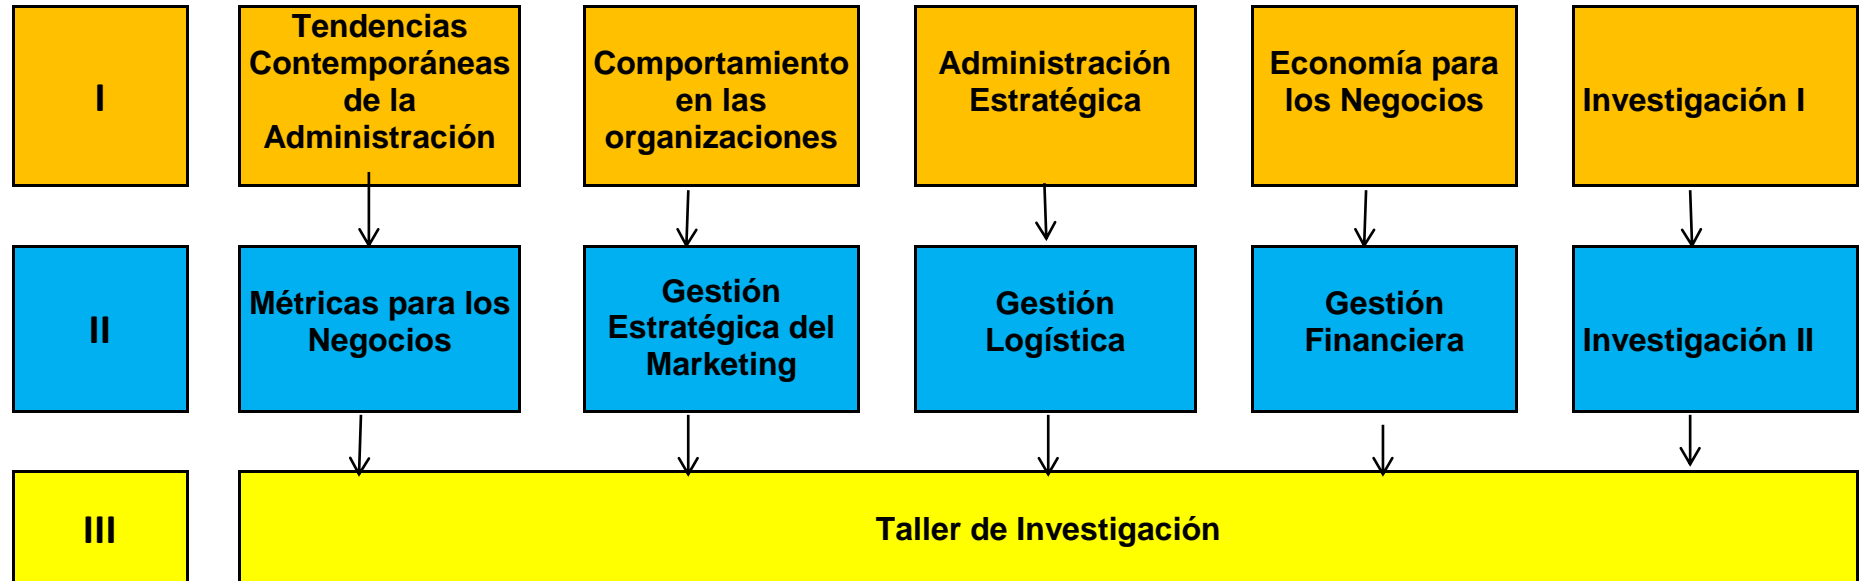 I
Tendencias
Contemporáneas
de la
Administración
Comportamiento
en las
organizaciones
Administración
Estratégica
Economía para
los Negocios
Investigación I
II
Métricas para los
Negocios
Gestión
Estratégica del
Marketing
Gestión
Logística
Gestión
Financiera
Investigación II
III
Taller de Investigación